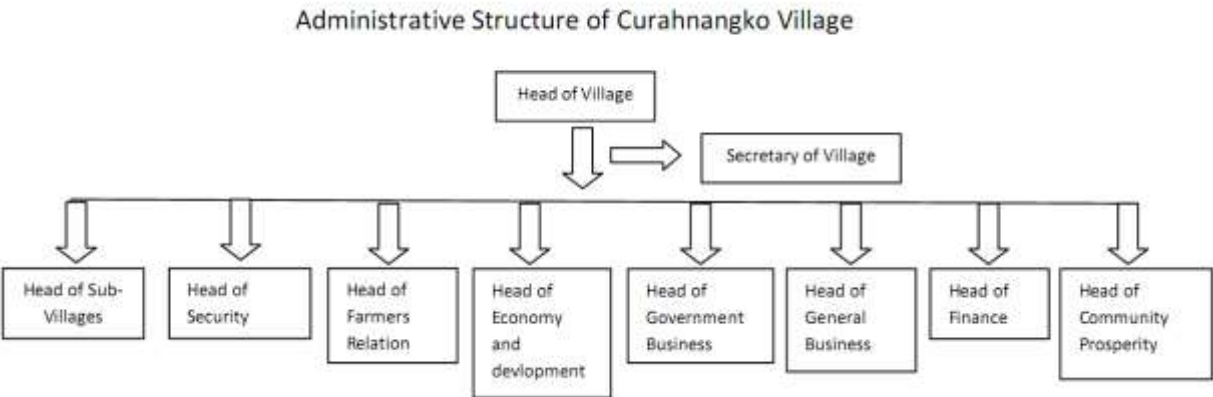 Administrative Structure of Curahnangko Village
Head of Village
Secretary of Village
Head of Sub-
Villages
Head of
Security
Head of
Farmers
Relation
Head of
Economy
and
devlopment
Head of
Government
Business
Head of
General
Business
Head of
Finance
Head of
Community
Prosperity